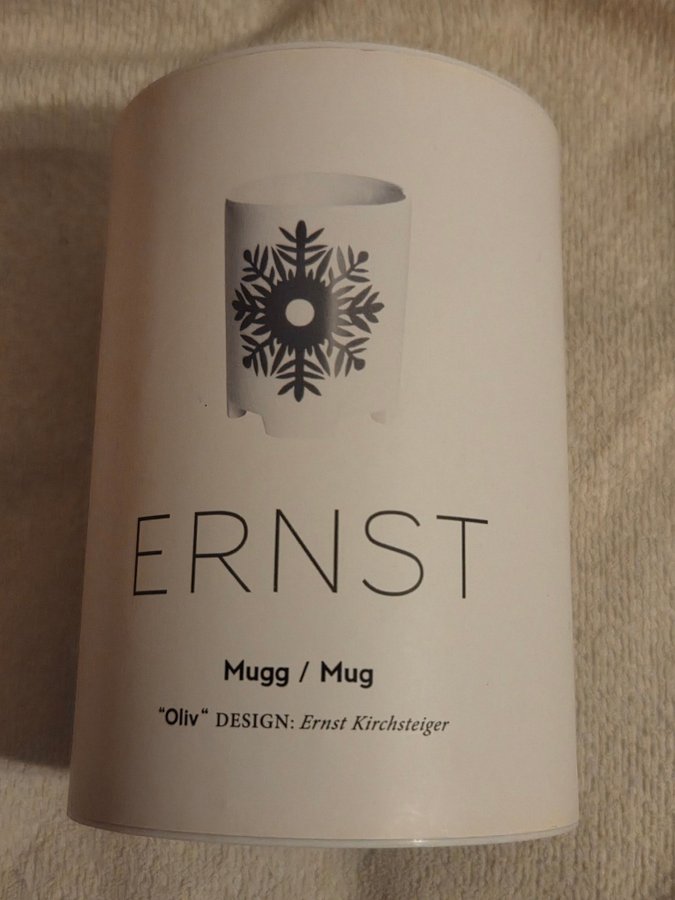 ERNST
Mugg / Mug
“Oliv“ DESIGN: Ernst Kirchsteiger